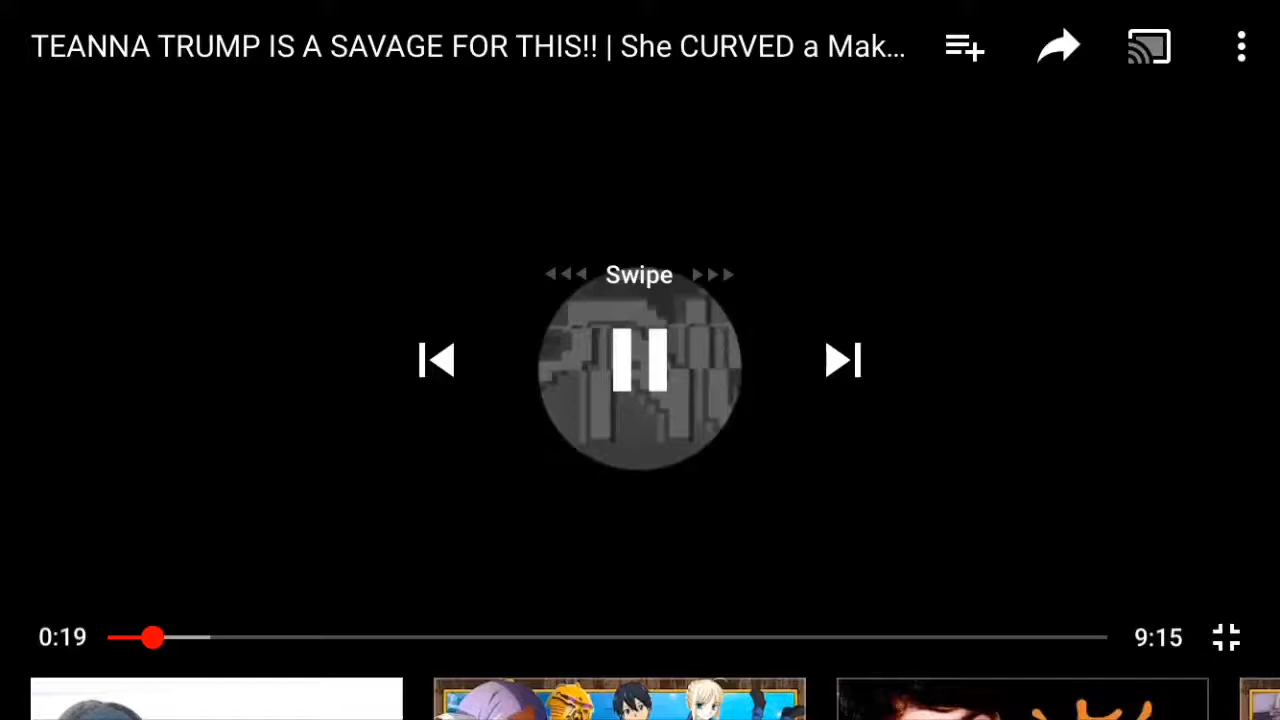 TEANNA TRUMP IS A SAVAGE FOR THIS!! | She CURVED a Mak...
Swipe
0:19
9:15